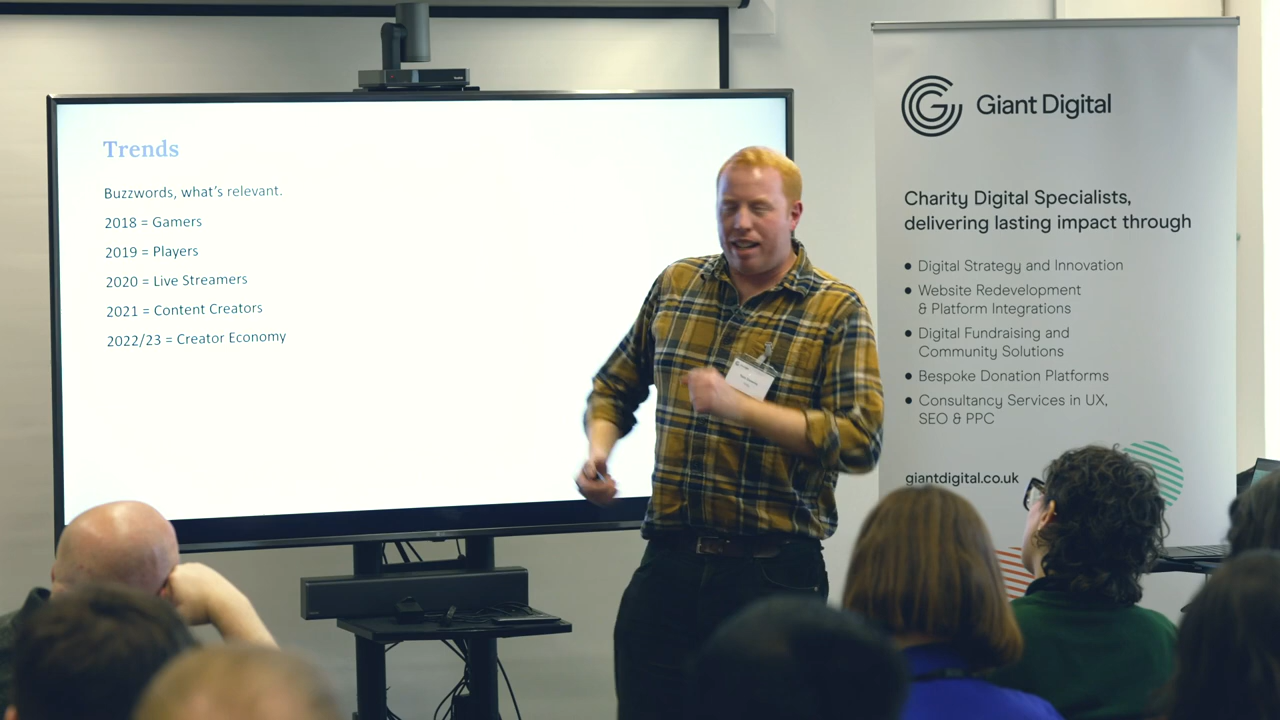 Trends
Buzzwords, what's relevant.
2018 = Gamers
2019 = Players
2020 = Live Streamers
2021 = Content Creators
2022/23 = Creator Economy
Giant Digital
Charity Digital Specialists,
delivering lasting impact through
• Digital Strategy and Innovation
• Website Redevelopment
& Platform Integrations
• Digital Fundraising and
Community Solutions
• Bespoke Donation Platforms
• Consultancy Services in UX,
SEO & PPC
giantdigital.co.uk